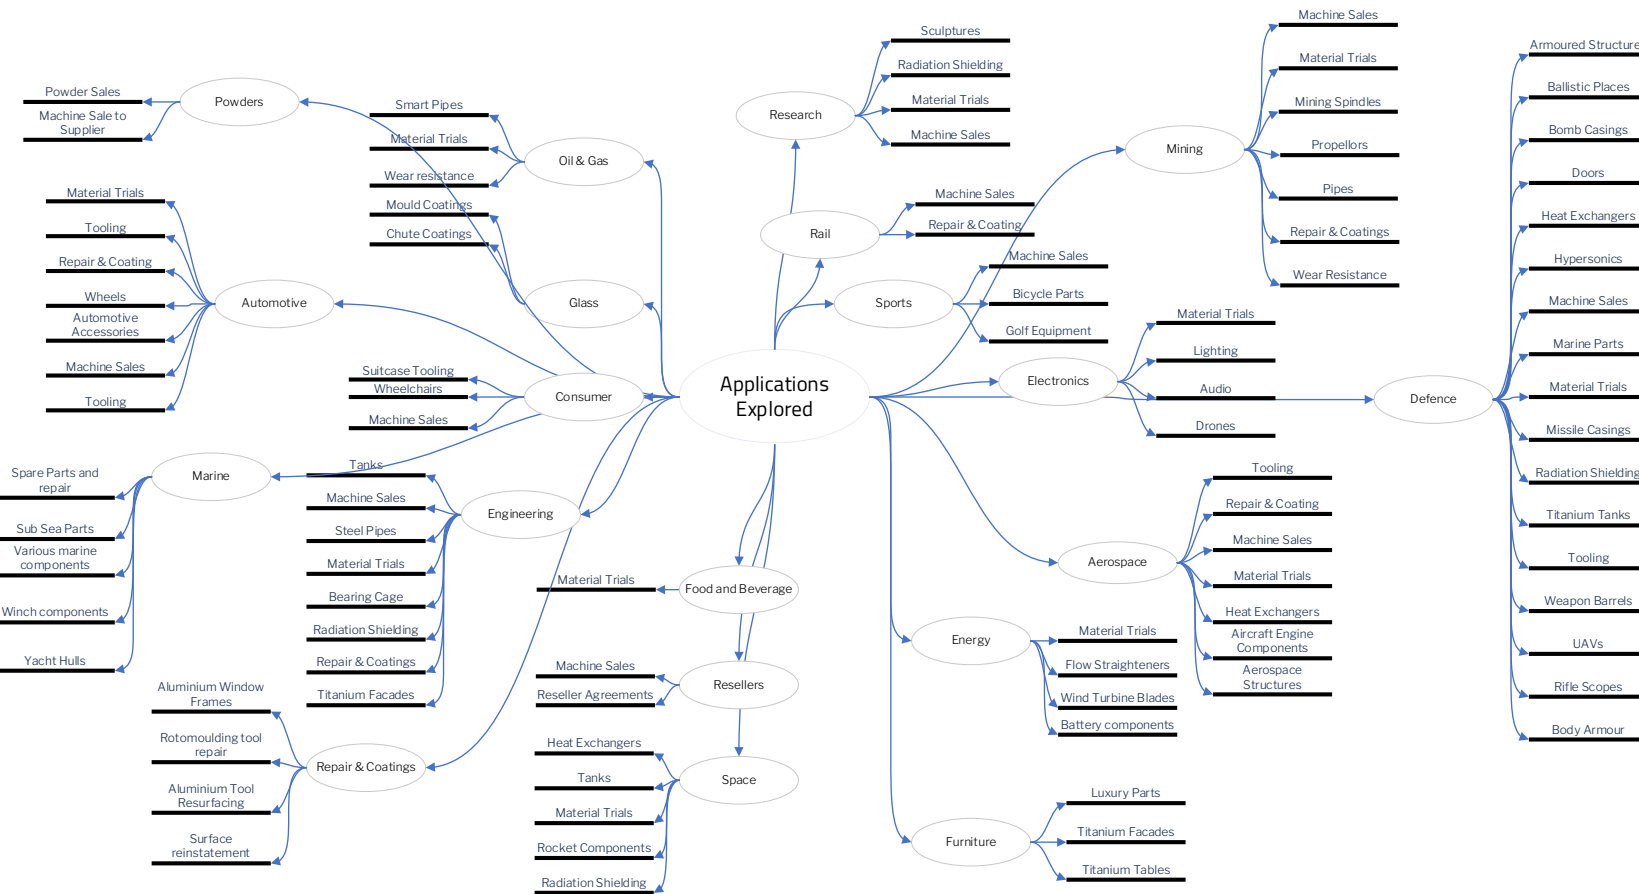 Applications
Explored
Powders
Powder Sales
Machine Sale to
Supplier
Oil & Gas
Smart Pipes
Material Trials
Wear resistance
Glass
Mould Coatings
Chute Coatings
Automotive
Material Trials
Tooling
Repair & Coating
Wheels
Automotive
Accessories
Machine Sales
Tooling
Consumer
Suitcase Tooling
Wheelchairs
Machine Sales
Marine
Spare Parts and
repair
Sub Sea Parts
Various marine
components
Winch components
Yacht Hulls
Engineering
Tanks
Machine Sales
Steel Pipes
Material Trials
Bearing Cage
Radiation Shielding
Repair & Coatings
Titanium Facades
Repair & Coatings
Aluminium Window
Frames
Rotomoulding tool
repair
Aluminium Tool
Resurfacing
Surface
reinstatement
Food and Beverage
Material Trials
Resellers
Machine Sales
Reseller Agreements
Space
Heat Exchangers
Tanks
Material Trials
Rocket Components
Radiation Shielding
Research
Sculptures
Radiation Shielding
Material Trials
Machine Sales
Rail
Machine Sales
Repair & Coating
Sports
Machine Sales
Bicycle Parts
Golf Equipment
Mining
Machine Sales
Material Trials
Mining Spindles
Propellors
Pipes
Repair & Coatings
Wear Resistance
Electronics
Material Trials
Lighting
Audio
Drones
Defence
Armoured Structure
Ballistic Places
Bomb Casings
Doors
Heat Exchangers
Hypersonics
Machine Sales
Marine Parts
Material Trials
Missile Casings
Radiation Shielding
Titanium Tanks
Tooling
Weapon Barrels
UAVs
Rifle Scopes
Body Armour
Aerospace
Tooling
Repair & Coating
Machine Sales
Material Trials
Heat Exchangers
Aircraft Engine
Components
Aerospace
Structures
Energy
Material Trials
Flow Straighteners
Wind Turbine Blades
Battery components
Furniture
Luxury Parts
Titanium Facades
Titanium Tables